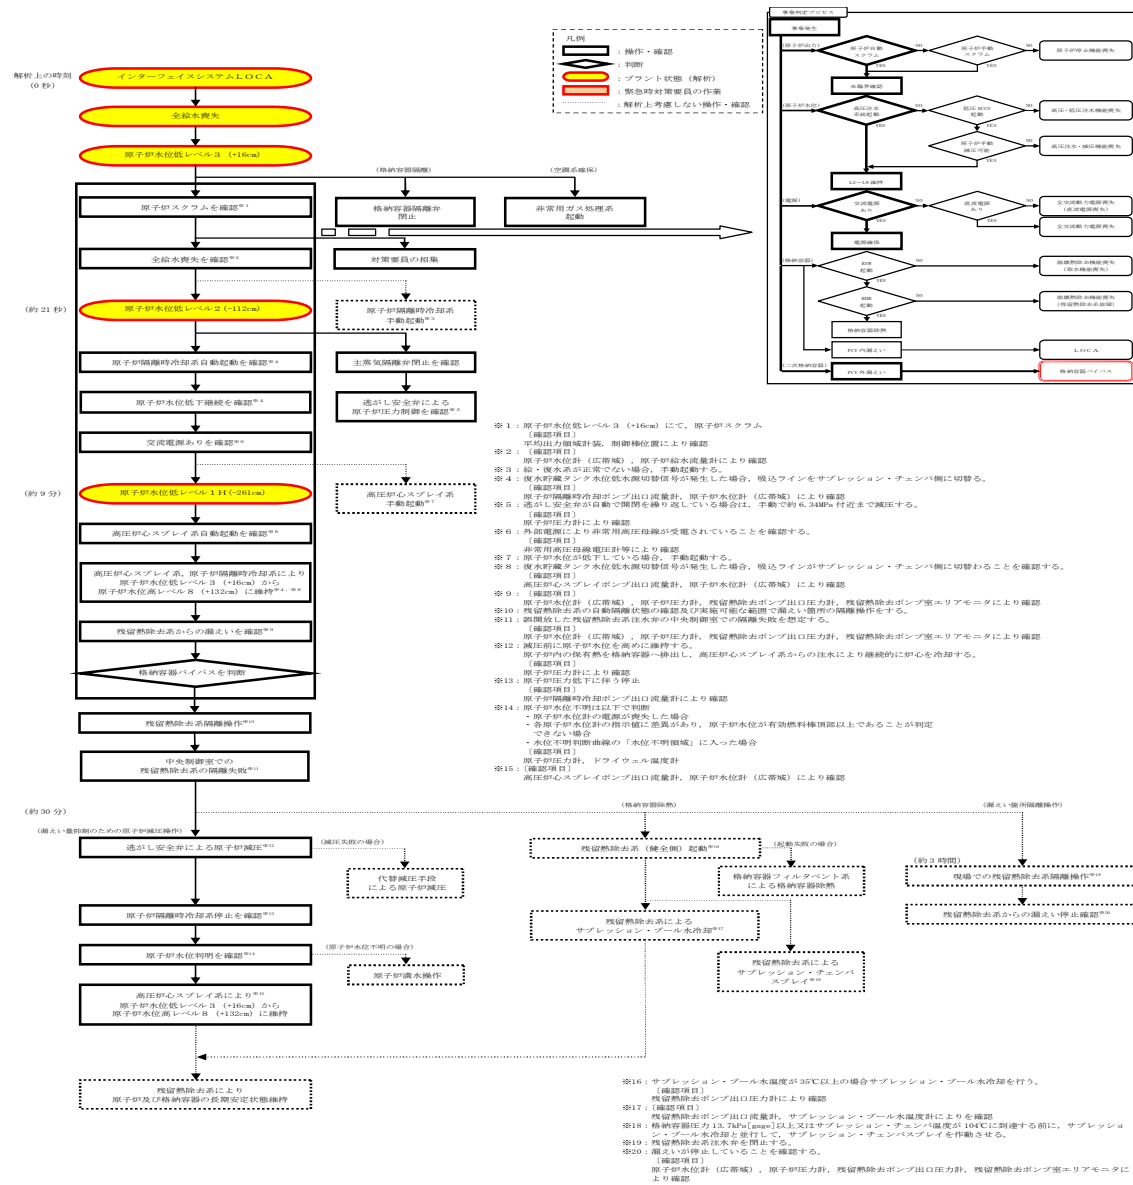 解析上の時刻
(0 秒)
インターフェイスシステムLOCA
全給水喪失
原子炉水位低レベル3 (+16cm)
(格納容器隔離)
(空調系確保)
原子炉スクラムを確認※1
格納容器隔離弁
閉止
非常用ガス処理系
起動
全給水喪失を確認※2
対策要員の招集
(約 21 秒)
原子炉水位低レベル2 (-112cm)
原子炉隔離時冷却系
手動起動※3
原子炉隔離時冷却系自動起動を確認※4
主蒸気隔離弁閉止を確認
原子炉水位低下継続を確認※4
逃がし安全弁による
原子炉圧力制御を確認※5
交流電源ありを確認※6
(約 9 分)
原子炉水位低レベル1H (-261cm)
高圧炉心スプレイ系
手動起動※7
高圧炉心スプレイ系自動起動を確認※8
高圧炉心スプレイ系,原子炉隔離時冷却系により
原子炉水位低レベル3 (+16cm) から
原子炉水位高レベル8 (+132cm) に維持※4,※8
残留熱除去系からの漏えいを確認※9
格納容器バイパスを判断
残留熱除去系隔離操作※10
中央制御室での
残留熱除去系の隔離失敗※11
(約 30 分)
(漏えい量抑制のための原子炉減圧操作)
逃がし安全弁による原子炉減圧※12
(減圧失敗の場合)
代替減圧手段
による原子炉減圧
原子炉隔離時冷却系停止を確認※13
原子炉水位判明を確認※14
(原子炉水位不明の場合)
原子炉満水操作
高圧炉心スプレイ系により※15
原子炉水位低レベル3 (+16cm) から
原子炉水位高レベル8 (+132cm) に維持
残留熱除去系により
原子炉及び格納容器の長期安定状態維持
(格納容器除熱)
残留熱除去系(健全側)起動※16
(起動失敗の場合)
格納容器フィルタベント系
による格納容器除熱
残留熱除去系による
サプレッション・プール水冷却※17
残留熱除去系による
サプレッション・チェンバ
スプレイ※18
(漏えい箇所隔離操作)
(約 3 時間)
現場での残留熱除去系隔離操作※19
残留熱除去系からの漏えい停止確認※20
凡例
:操作・確認
:判断
:プラント状態(解析)
:緊急時対策要員の作業
:解析上考慮しない操作・確認
事象判定プロセス
事象発生
(原子炉出力)
原子炉自動
スクラム
NO
原子炉手動
スクラム
NO
原子炉停止機能喪失
YES
YES
未臨界確認
(原子炉水位)
高圧注水
系統起動
NO
低圧ECCS
起動
NO
高圧・低圧注水機能喪失
YES
YES
原子炉手動
減圧可能
NO
高圧注水・減圧機能喪失
YES
L3~L8 維持
(電源)
交流電源
あり
NO
直流電源
あり
NO
全交流動力電源喪失
(直流電源喪失)
YES
YES
全交流動力電源喪失
電源確保
(格納容器)
ESW
起動
NO
崩壊熱除去機能喪失
(取水機能喪失)
YES
RHR
起動
NO
崩壊熱除去機能喪失
(残留熱除去系故障)
YES
格納容器除熱
PCV 内漏えい
LOCA
(二次格納容器)
PCV 外漏えい
格納容器バイパス
※1:原子炉水位低レベル3 (+16cm) にて,原子炉スクラム
〔確認項目〕
平均出力領域計装,制御棒位置により確認
※2:〔確認項目〕
原子炉水位計(広帯域),原子炉給水流量計により確認
※3:給・復水系が正常でない場合,手動起動する。
※4:復水貯蔵タンク水位低水源切替信号が発生した場合,吸込ラインをサプレッション・チェンバ側に切替る。
〔確認項目〕
原子炉隔離時冷却ポンプ出口流量計,原子炉水位計(広帯域)により確認
※5:逃がし安全弁が自動で開閉を繰り返している場合は,手動で約 6.34MPa 付近まで減圧する。
〔確認項目〕
原子炉圧力計により確認
※6:外部電源により非常用高圧母線が受電されていることを確認する。
〔確認項目〕
非常用高圧母線電圧計等により確認
※7:原子炉水位が低下している場合,手動起動する。
※8:復水貯蔵タンク水位低水源切替信号が発生した場合,吸込ラインがサプレッション・チェンバ側に切替わることを確認する。
〔確認項目〕
高圧炉心スプレイポンプ出口流量計,原子炉水位計(広帯域)により確認
※9:〔確認項目〕
原子炉水位計(広帯域),原子炉圧力計,残留熱除去ポンプ出口圧力計,残留熱除去ポンプ室エリアモニタにより確認
※10:残留熱除去系の自動隔離状態の確認及び実施可能な範囲で漏えい箇所の隔離操作をする。
※11:誤開放した残留熱除去系注水弁の中央制御室での隔離失敗を想定する。
〔確認項目〕
原子炉水位計(広帯域),原子炉圧力計,残留熱除去ポンプ出口圧力計,残留熱除去ポンプ室エリアモニタにより確認
※12:減圧前に原子炉水位を高めに維持する。
原子炉内の保有熱を格納容器へ排出し,高圧炉心スプレイ系からの注水により継続的に炉心を冷却する。
〔確認項目〕
原子炉圧力計により確認
※13:原子炉圧力低下に伴う停止
〔確認項目〕
原子炉隔離時冷却ポンプ出口流量計により確認
※14:原子炉水位不明は以下で判断
・原子炉水位計の電源が喪失した場合
・各原子炉水位計の指示値に差異があり,原子炉水位が有効燃料棒頂部以上であることが判定
できない場合
・水位不明判断曲線の「水位不明領域」に入った場合
〔確認項目〕
原子炉圧力計,ドライウェル温度計
※15:〔確認項目〕
高圧炉心スプレイポンプ出口流量計,原子炉水位計(広帯域)により確認
※16:サプレッション・プール水温度が 35℃以上の場合サプレッション・プール水冷却を行う。
〔確認項目〕
残留熱除去ポンプ出口圧力計により確認
※17:〔確認項目〕
残留熱除去ポンプ出口流量計,サプレッション・プール水温度計によりを確認
※18:格納容器圧力 13.7kPa[gage]以上又はサプレッション・チェンバ温度が 104℃に到達する前に,サプレッショ
ン・プール水冷却と並行して,サプレッション・チェンバスプレイを作動させる。
※19:残留熱除去系注水弁を閉止する。
※20:漏えいが停止していることを確認する。
〔確認項目〕
原子炉水位計(広帯域),原子炉圧力計,残留熱除去ポンプ出口圧力計,残留熱除去ポンプ室エリアモニタに
より確認